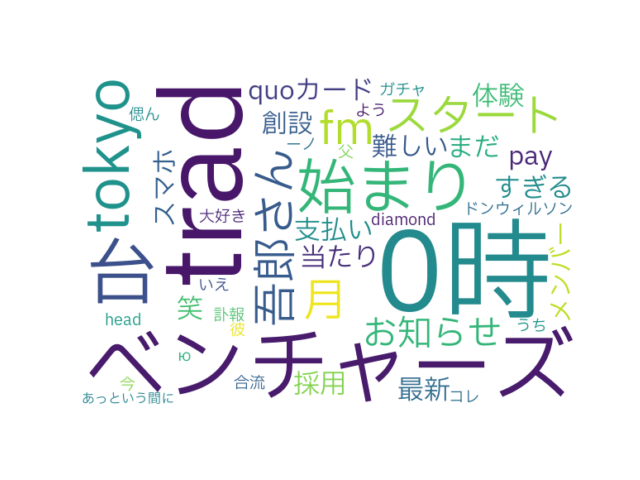 tokyo
偲ん
trad
quoカード
ガチャ
体験
スマホ
創設
fm
よう
スタート
ーノ
父
難しい
まだ
pay
吾郎さん
始まり
すぎる
大好き
支払い
diamond
ドンウィルソン
台
いえ
当たり
0時
メンバー
head
笑
訃報
彼
月
お知らせ
うち
ベンチャーズ
ю
今
合流
採用
最新
コレ
あっという間に